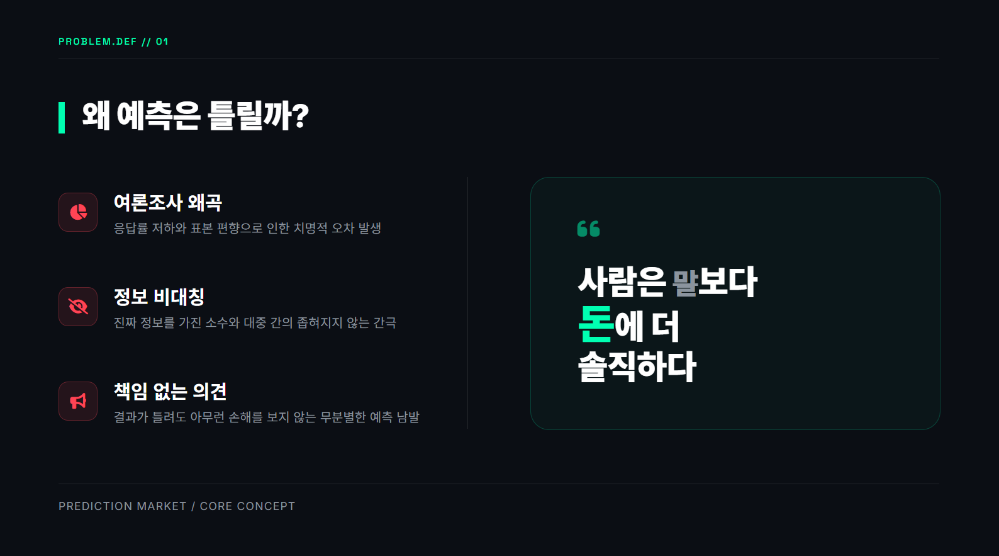 PROBLEM.DEF // 01
왜 예측은 틀릴까?
여론조사 왜곡
응답률 저하와 표본 편향으로 인한 치명적 오차 발생
정보 비대칭
진짜 정보를 가진 소수와 대중 간의 좁혀지지 않는 간극
책임 없는 의견
결과가 틀려도 아무런 손해를 보지 않는 무분별한 예측 남발
“
사람은 말보다
돈에 더
솔직하다
PREDICTION MARKET / CORE CONCEPT